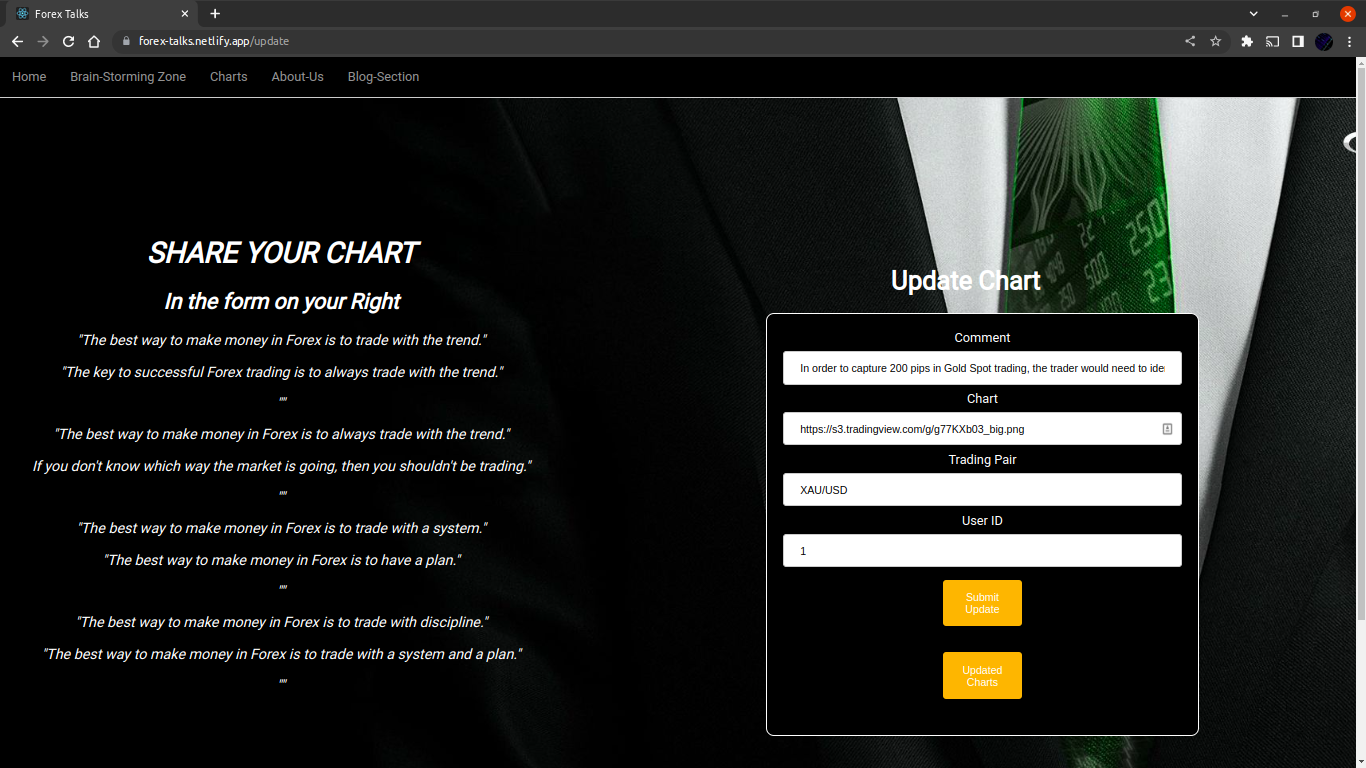 Forex Talks
forex-talks.netlify.app/update
Home Brain-Storming Zone Charts About-Us Blog-Section
SHARE YOUR CHART
In the form on your Right
"The best way to make money in Forex is to trade with the trend."
"The key to successful Forex trading is to always trade with the trend."
""
"The best way to make money in Forex is to always trade with the trend."
If you don't know which way the market is going, then you shouldn't be trading."
""
"The best way to make money in Forex is to trade with a system."
"The best way to make money in Forex is to have a plan."
""
"The best way to make money in Forex is to trade with discipline."
"The best way to make money in Forex is to trade with a system and a plan."
""
Update Chart
Comment
In order to capture 200 pips in Gold Spot trading, the trader would need to ide
Chart
https://s3.tradingview.com/g/g77KXb03_big.png
Trading Pair
XAU/USD
User ID
1
Submit
Update
Updated
Charts